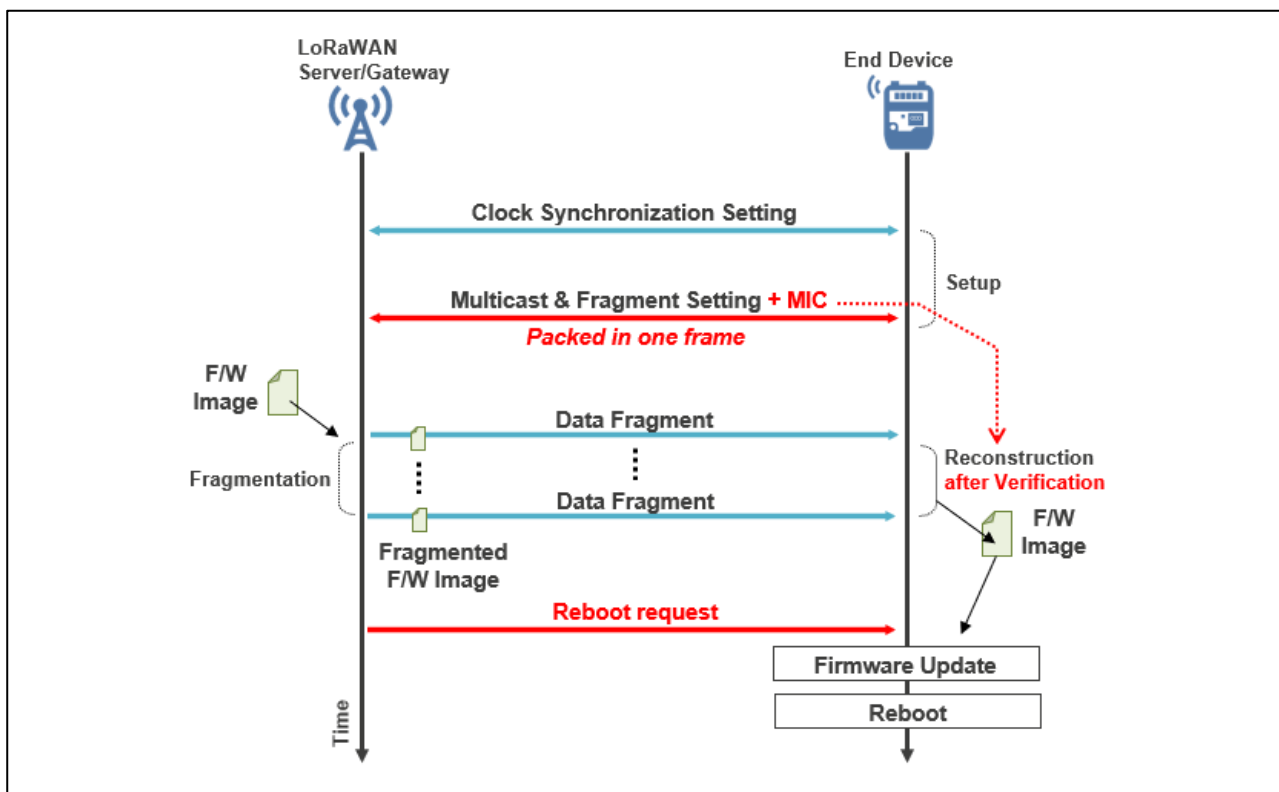 LoRaWAN
Server/Gateway
End Device
Clock Synchronization Setting
Setup
Multicast & Fragment Setting + MIC
Packed in one frame
F/W
Image
Data Fragment
Fragmentation
Reconstruction
after Verification
Data Fragment
F/W
Image
Fragmented
F/W Image
Reboot request
Firmware Update
Reboot
Time